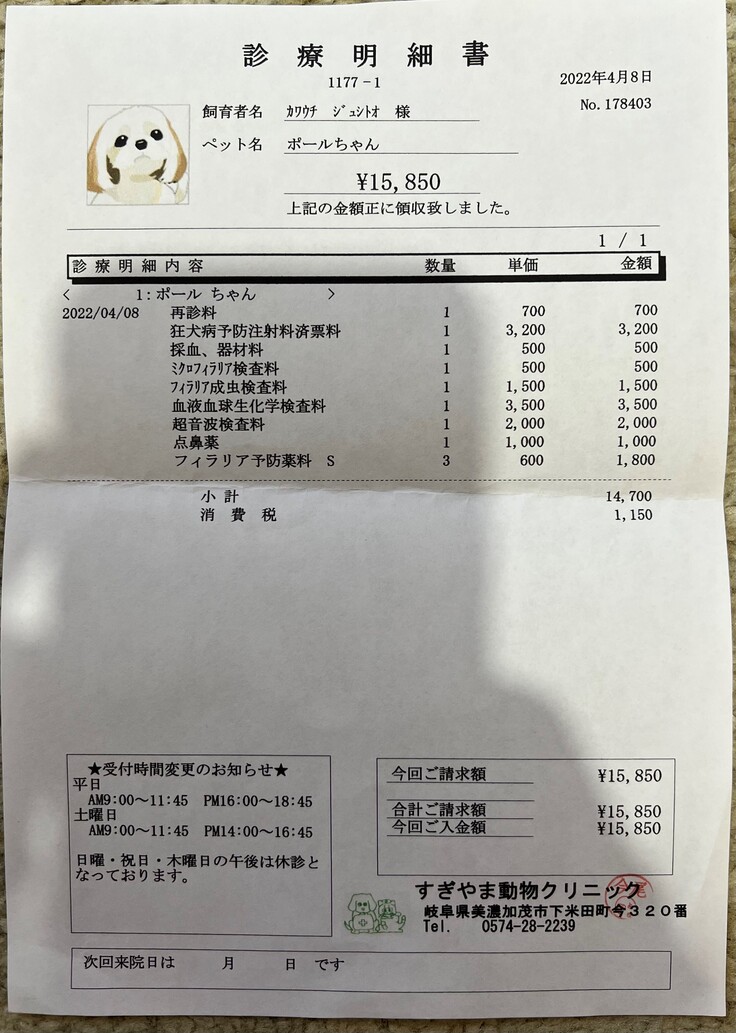 診療明細書
1177-1
2022年4月8日
No.178403
飼育者名 ｶﾜｳﾁ ｼﾞｭｼﾄｵ 様
ペット名 ポールちゃん
¥15,850
上記の金額正に領収致しました。
1 / 1
診療明細内容 数量 単価 金額
< 1:ポール ちゃん >
2022/04/08 再診料 1 700 700
狂犬病予防注射料済票料 1 3,200 3,200
採血、器材料 1 500 500
ﾐｸﾛﾌｨﾗﾘｱ検査料 1 500 500
ﾌｨﾗﾘｱ成虫検査料 1 1,500 1,500
血液血球生化学検査料 1 3,500 3,500
超音波検査料 1 2,000 2,000
点鼻薬 1 1,000 1,000
フィラリア予防薬料 S 3 600 1,800
小計 14,700
消費税 1,150
★受付時間変更のお知らせ★
平日
AM9:00～11:45 PM16:00～18:45
土曜日
AM9:00～11:45 PM14:00～16:45
日曜・祝日・木曜日の午後は休診と
なっております。
今回ご請求額 ¥15,850
合計ご請求額 ¥15,850
今回ご入金額 ¥15,850
すぎやま動物クリニック
岐阜県美濃加茂市下米田町今３２０番
Tel. 0574-28-2239
次回来院日は 月 日 です